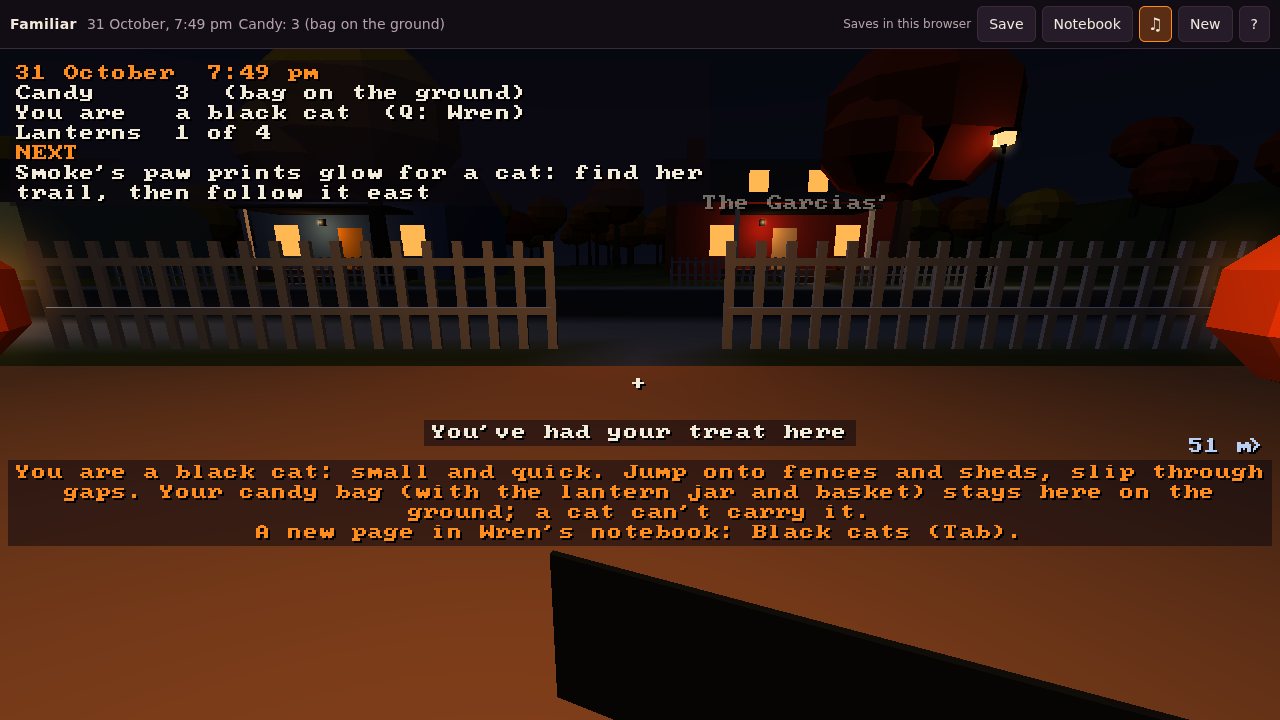 Familiar 31 October, 7:49 pm Candy: 3 (bag on the ground) Saves in this browser Save Notebook ♫ New ?
31 October 7:49 pm
Candy 3 (bag on the ground)
You are a black cat (Q: Wren)
Lanterns 1 of 4
NEXT
Smoke's paw prints glow for a cat: find her
trail, then follow it east
The Garcias'
+
You've had your treat here
51 m>
You are a black cat: small and quick. Jump onto fences and sheds, slip through
gaps. Your candy bag (with the lantern jar and basket) stays here on the
ground; a cat can't carry it.
A new page in Wren's notebook: Black cats (Tab).